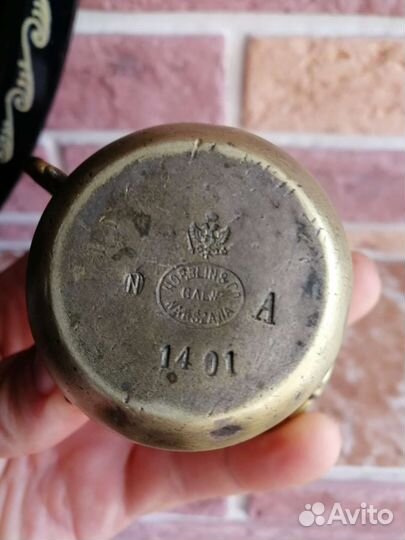 NORBLIN & Co.
GALW.
WARSZAWA
N
A
1401
Avito